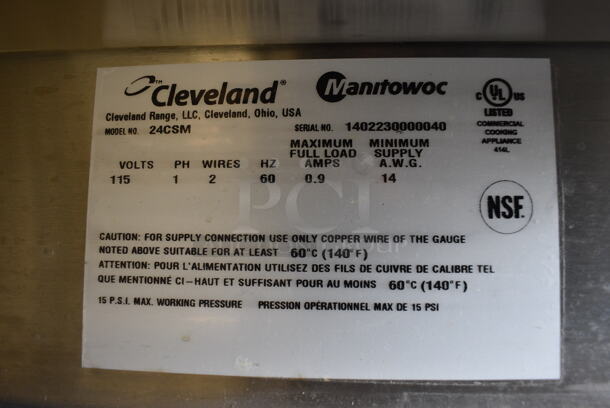 Cleveland® Manitowoc
Cleveland Range, LLC, Cleveland, Ohio, USA
MODEL NO. 24CSM SERIAL NO. 1402230000040
C UL US
LISTED
COMMERCIAL
COOKING
APPLIANCE
414L
MAXIMUM MINIMUM
FULL LOAD SUPPLY
VOLTS PH WIRES HZ AMPS A.W.G.
115 1 2 60 0.9 14
NSF.
PCI
CAUTION: FOR SUPPLY CONNECTION USE ONLY COPPER WIRE OF THE GAUGE
NOTED ABOVE SUITABLE FOR AT LEAST 60°C (140°F)
ATTENTION: POUR L'ALIMENTATION UTILISEZ DES FILS DE CUIVRE DE CALIBRE TEL
QUE MENTIONNÉ CI-HAUT ET SUFFISANT POUR AU MOINS 60°C (140°F)
15 P.S.I. MAX. WORKING PRESSURE PRESSION OPÉRATIONNEL MAX DE 15 PSI